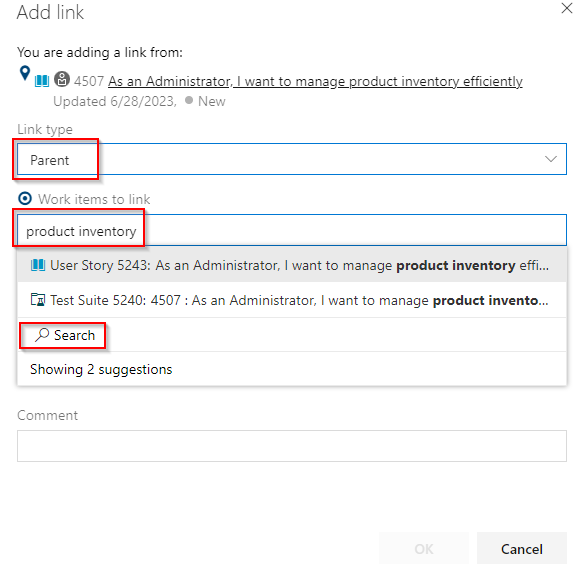 Add link
You are adding a link from:
4507 As an Administrator, I want to manage product inventory efficiently
Updated 6/28/2023, New
Link type
Parent
Work items to link
product inventory
User Story 5243: As an Administrator, I want to manage product inventory effi...
Test Suite 5240: 4507 : As an Administrator, I want to manage product invento...
Search
Showing 2 suggestions
Comment
OK Cancel